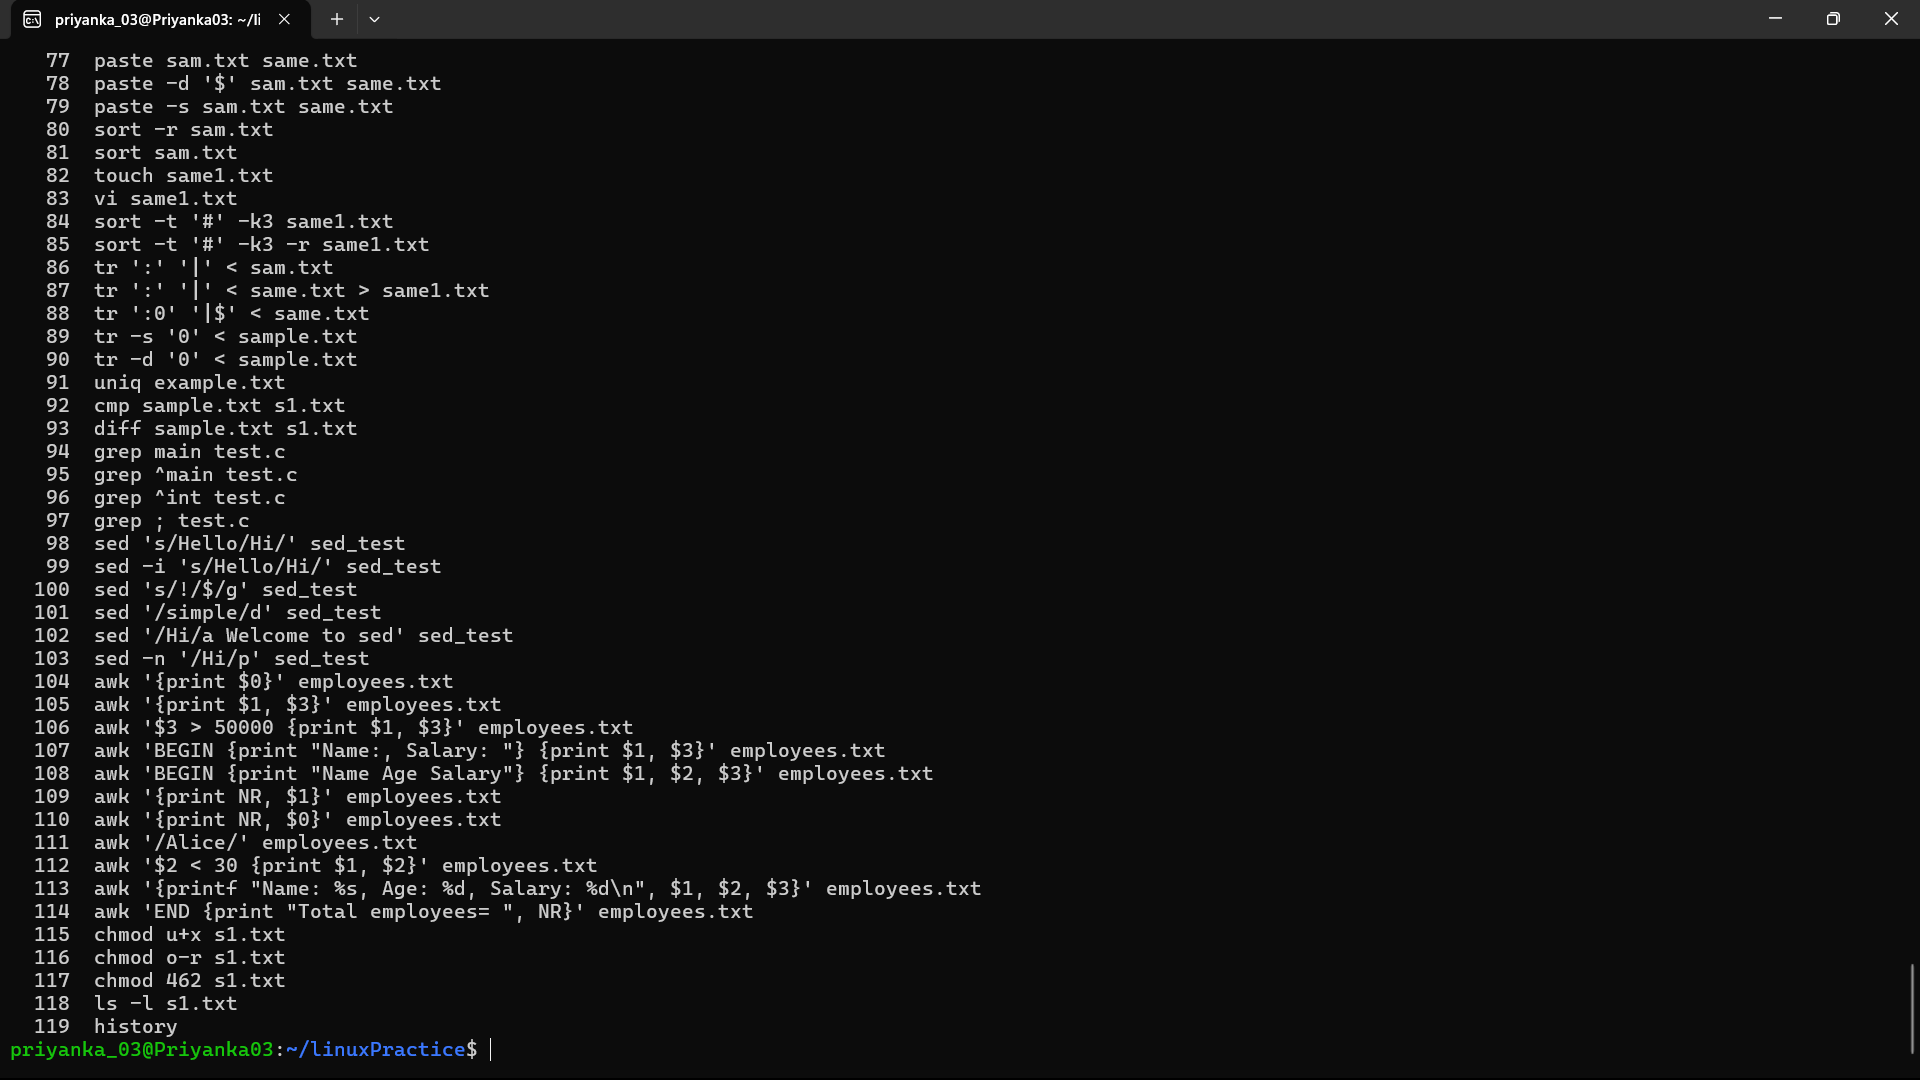 priyanka_03@Priyanka03: ~/li
77 paste sam.txt same.txt
78 paste -d '$' sam.txt same.txt
79 paste -s sam.txt same.txt
80 sort -r sam.txt
81 sort sam.txt
82 touch same1.txt
83 vi same1.txt
84 sort -t '#' -k3 same1.txt
85 sort -t '#' -k3 -r same1.txt
86 tr ':' '|' < sam.txt
87 tr ':' '|' < same.txt > same1.txt
88 tr ':0' '|$' < same.txt
89 tr -s '0' < sample.txt
90 tr -d '0' < sample.txt
91 uniq example.txt
92 cmp sample.txt s1.txt
93 diff sample.txt s1.txt
94 grep main test.c
95 grep ^main test.c
96 grep ^int test.c
97 grep ; test.c
98 sed 's/Hello/Hi/' sed_test
99 sed -i 's/Hello/Hi/' sed_test
100 sed 's/!/$/g' sed_test
101 sed '/simple/d' sed_test
102 sed '/Hi/a Welcome to sed' sed_test
103 sed -n '/Hi/p' sed_test
104 awk '{print $0}' employees.txt
105 awk '{print $1, $3}' employees.txt
106 awk '$3 > 50000 {print $1, $3}' employees.txt
107 awk 'BEGIN {print "Name:, Salary: "} {print $1, $3}' employees.txt
108 awk 'BEGIN {print "Name Age Salary"} {print $1, $2, $3}' employees.txt
109 awk '{print NR, $1}' employees.txt
110 awk '{print NR, $0}' employees.txt
111 awk '/Alice/' employees.txt
112 awk '$2 < 30 {print $1, $2}' employees.txt
113 awk '{printf "Name: %s, Age: %d, Salary: %d\n", $1, $2, $3}' employees.txt
114 awk 'END {print "Total employees= ", NR}' employees.txt
115 chmod u+x s1.txt
116 chmod o-r s1.txt
117 chmod 462 s1.txt
118 ls -l s1.txt
119 history
priyanka_03@Priyanka03:~/linuxPractice$